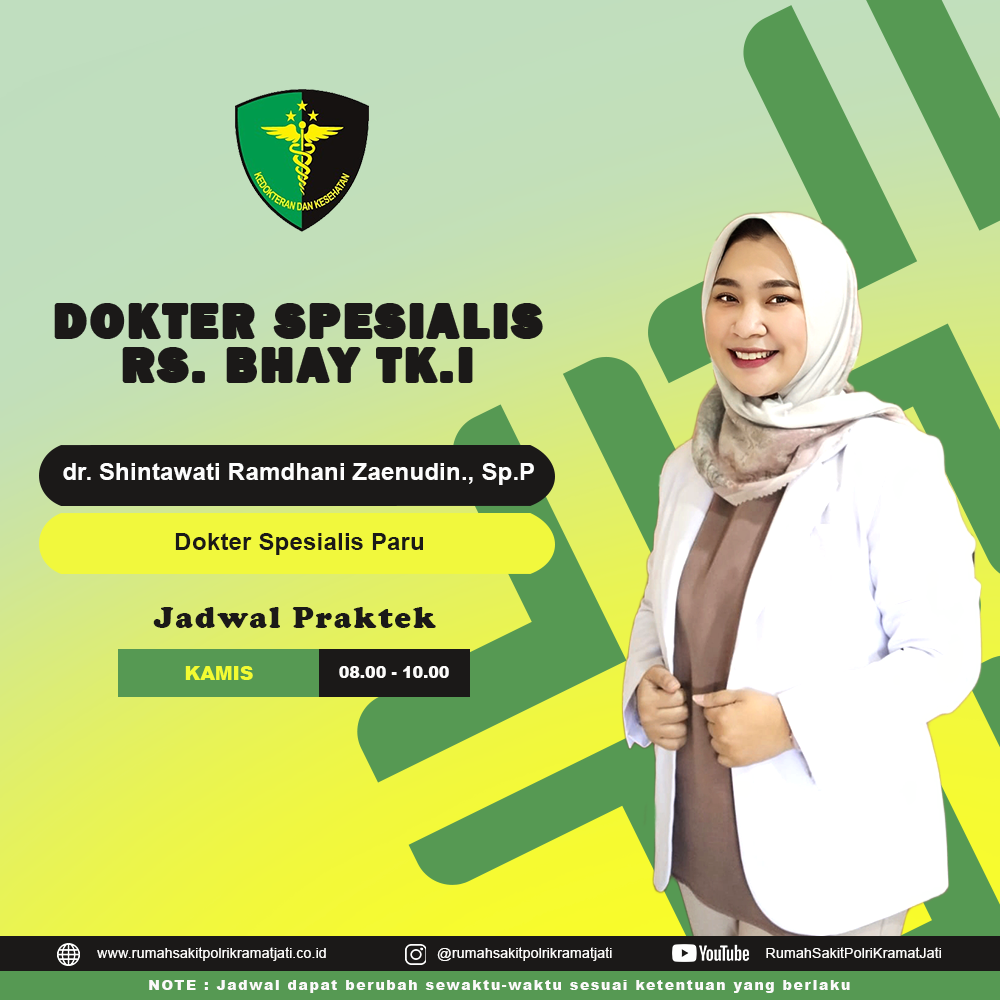 KEDOKTERAN DAN KESEHATAN
DOKTER SPESIALIS
RS. BHAY TK.I
dr. Shintawati Ramdhani Zaenudin., Sp.P
Dokter Spesialis Paru
Jadwal Praktek
KAMIS 08.00 - 10.00
www.rumahsakitpolrikramatjati.co.id @rumahsakitpolrikramatjati YouTube RumahSakitPolriKramatJati
NOTE : Jadwal dapat berubah sewaktu-waktu sesuai ketentuan yang berlaku